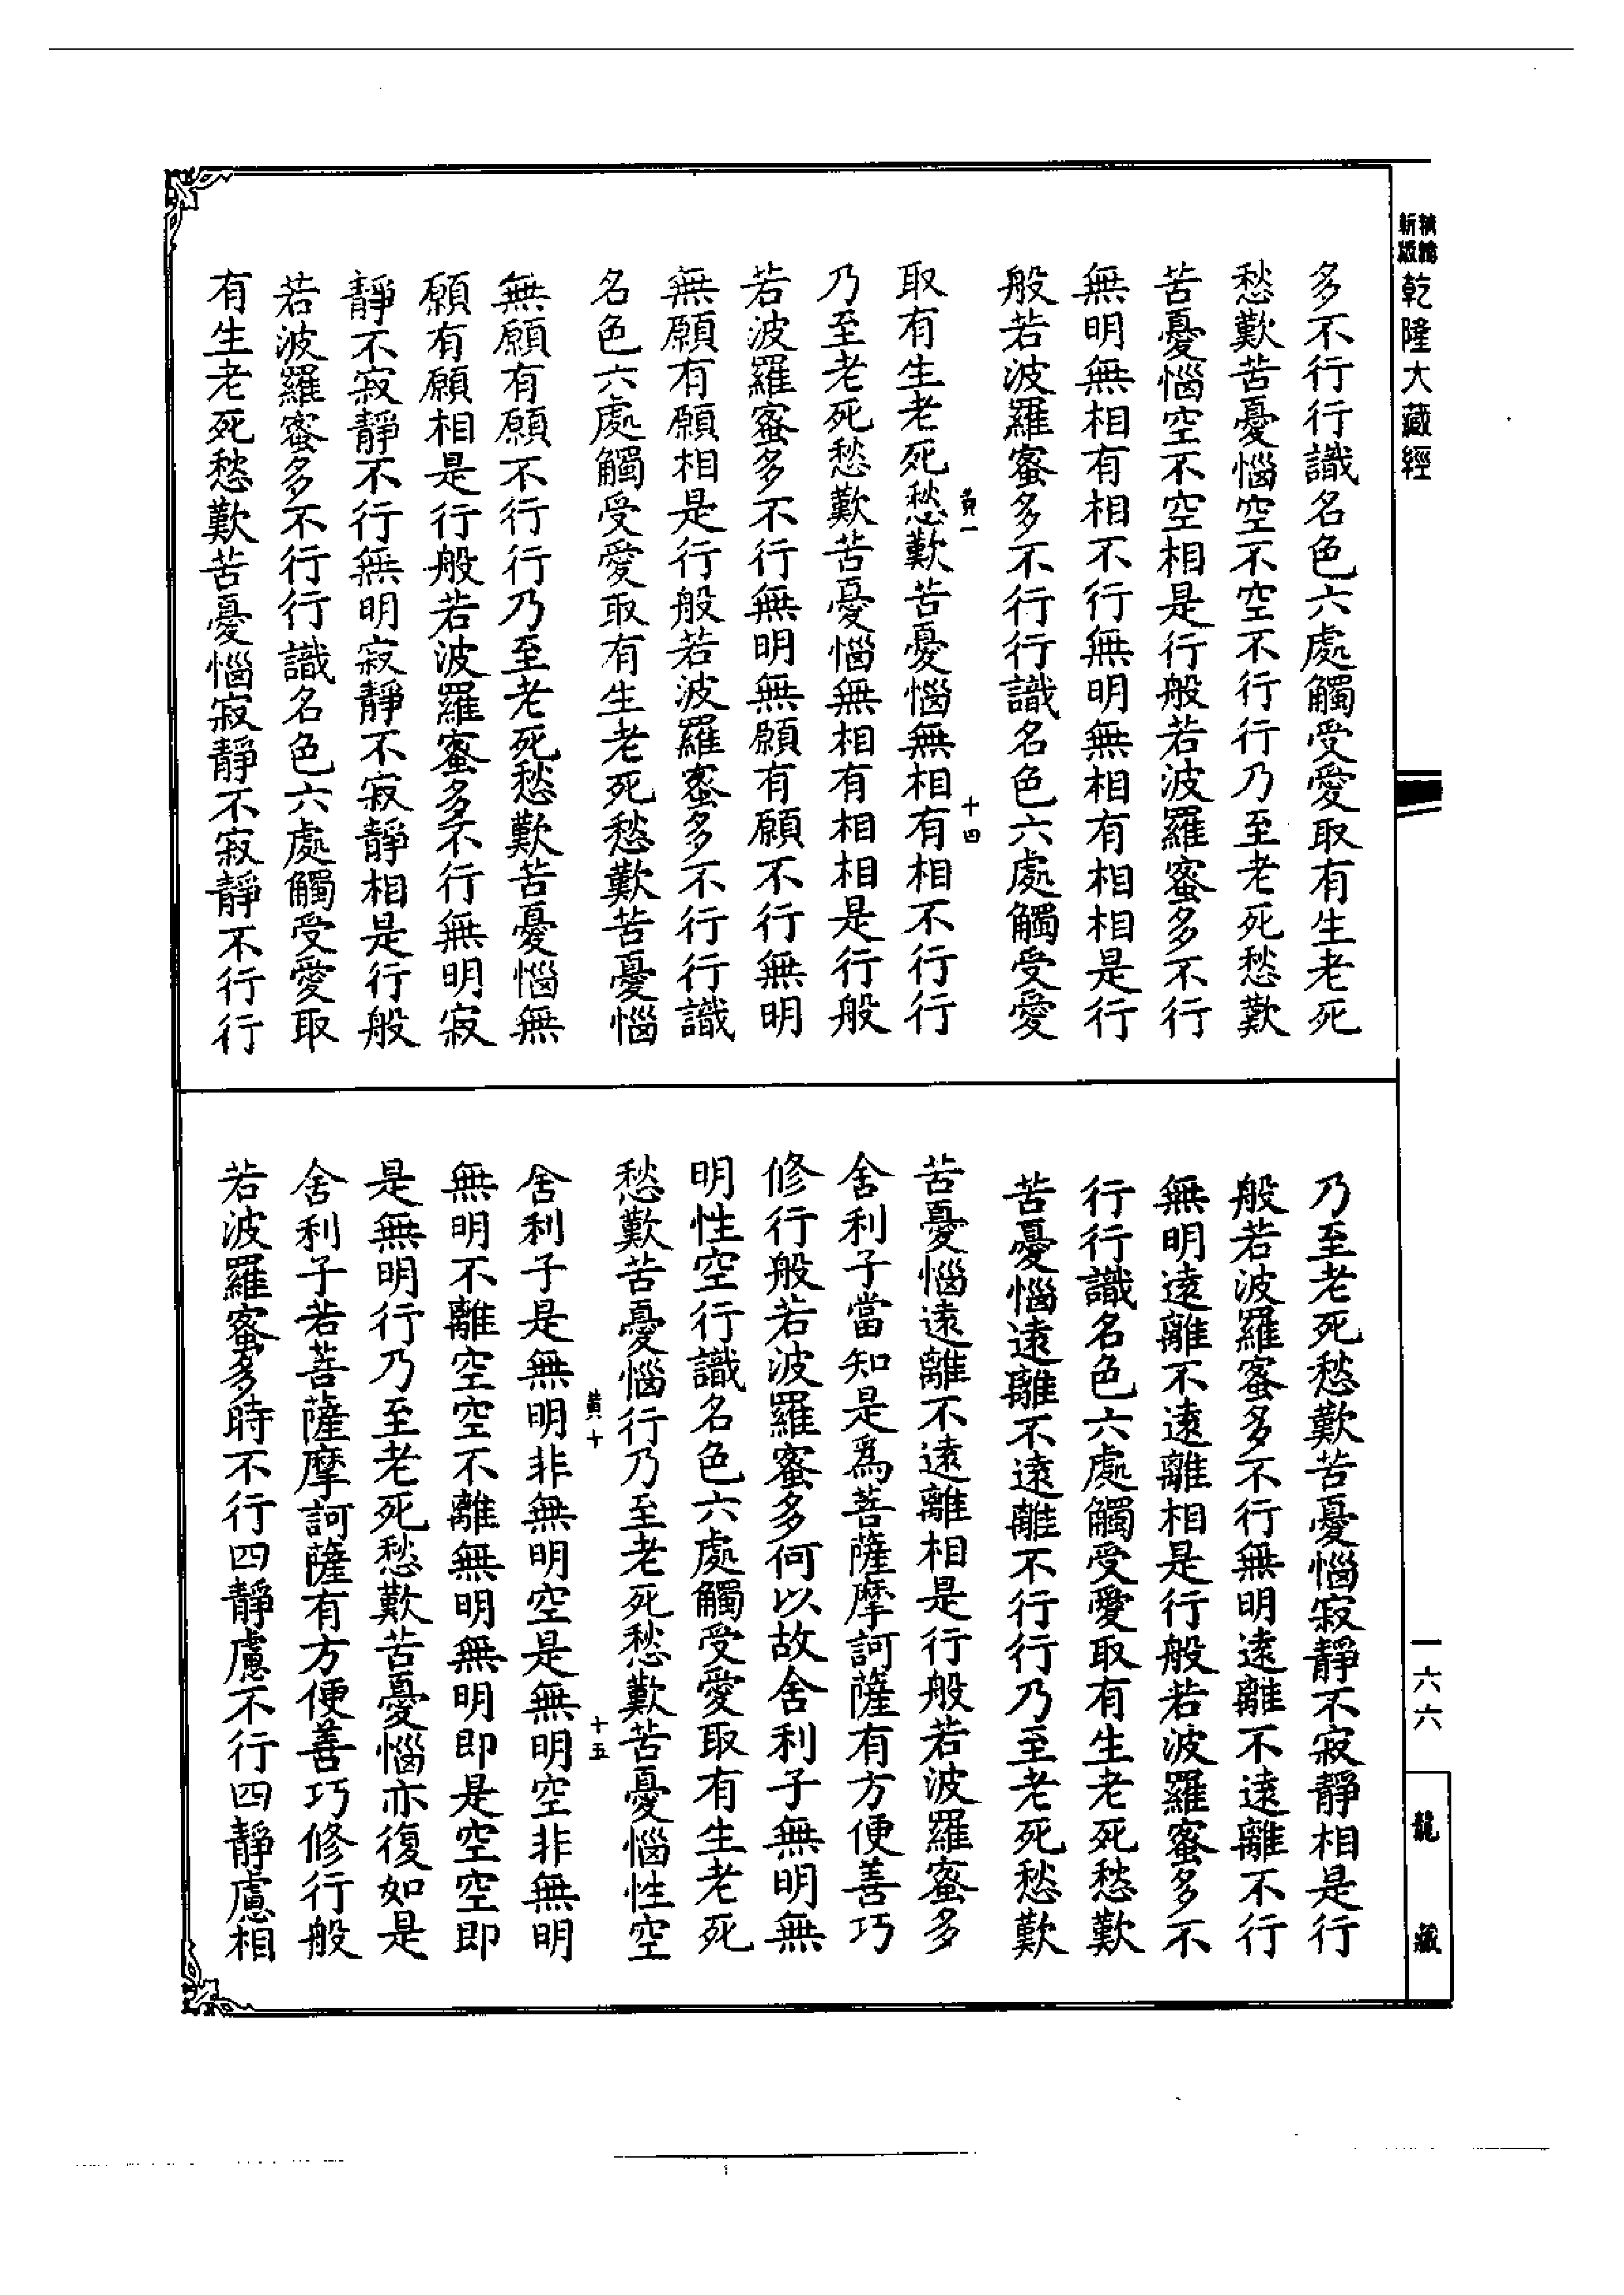 精鑄
新版
乾隆大藏經
多不行行識名色六處觸受愛取有生老死
愁歎苦憂惱空不空不行行乃至老死愁歎
苦憂惱空不空相是行般若波羅蜜多不行
無明無相有相不行無明無相有相相是行
般若波羅蜜多不行行識名色六處觸受愛
黃一
十四
取有生老死愁歎苦憂惱無相有相不行行
乃至老死愁歎苦憂惱無相有相相是行般
若波羅蜜多不行無明無願有願不行無明
無願有願相是行般若波羅蜜多不行行識
名色六處觸受愛取有生老死愁歎苦憂惱
無願有願不行行乃至老死愁歎苦憂惱無
願有願相是行般若波羅蜜多不行無明寂
靜不寂靜不行無明寂靜不寂靜相是行般
若波羅蜜多不行行識名色六處觸受愛取
有生老死愁歎苦憂惱寂靜不寂靜不行行
乃至老死愁歎苦憂惱寂靜不寂靜相是行
般若波羅蜜多不行無明遠離不遠離不行
無明遠離不遠離相是行般若波羅蜜多不
行行識名色六處觸受愛取有生老死愁歎
苦憂惱遠離不遠離不行行乃至老死愁歎
苦憂惱遠離不遠離相是行般若波羅蜜多
舍利子當知是為菩薩摩訶薩有方便善巧
修行般若波羅蜜多何以故舍利子無明無
明性空行識名色六處觸受愛取有生老死
愁歎苦憂惱行乃至老死愁歎苦憂惱性空
黃十
十五
舍利子是無明非無明空是無明空非無明
無明不離空空不離無明無明即是空空即
是無明行乃至老死愁歎苦憂惱亦復如是
舍利子若菩薩摩訶薩有方便善巧修行般
若波羅蜜多時不行四靜慮不行四靜慮相
一六六
龍藏